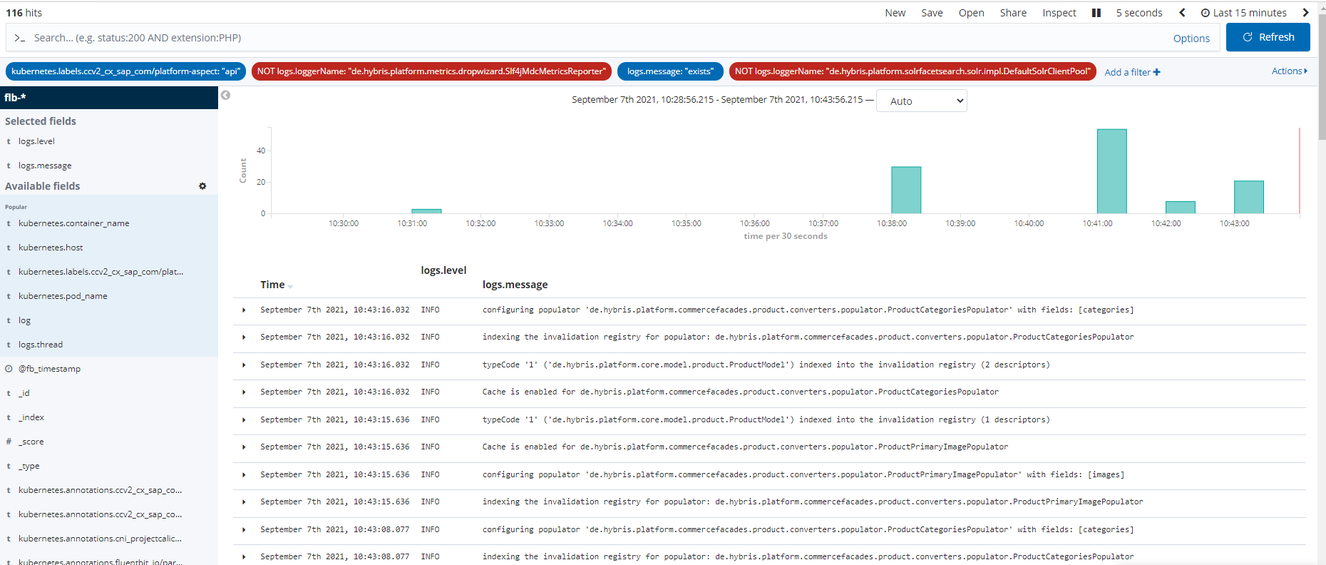 116 hits
New Save Open Share Inspect 5 seconds Last 15 minutes
>_ Search... (e.g. status:200 AND extension:PHP) Options Refresh
kubernetes.labels.ccv2_cx_sap_com/platform-aspect: "api" NOT logs.loggerName: "de.hybris.platform.metrics.dropwizard.Slf4jMdcMetricsReporter" logs.message: "exists" NOT logs.loggerName: "de.hybris.platform.solrfacetsearch.solr.impl.DefaultSolrClientPool" Add a filter + Actions
flb-*
Selected fields
t logs.level
t logs.message
Available fields
Popular
t kubernetes.container_name
t kubernetes.host
t kubernetes.labels.ccv2_cx_sap_com/plat...
t kubernetes.pod_name
t log
t logs.thread
@fb_timestamp
t _id
t _index
# _score
t _type
t kubernetes.annotations.ccv2_cx_sap_co...
t kubernetes.annotations.ccv2_cx_sap_co...
t kubernetes.annotations.cni_projectcalic...
t kubernetes.annotations.fluentbit_io/par...
September 7th 2021, 10:28:56.215 - September 7th 2021, 10:43:56.215 — Auto
Count
40
20
0
10:30:00 10:31:00 10:32:00 10:33:00 10:34:00 10:35:00 10:36:00 10:37:00 10:38:00 10:39:00 10:40:00 10:41:00 10:42:00 10:43:00
time per 30 seconds
Time logs.level logs.message
September 7th 2021, 10:43:16.032 INFO configuring populator 'de.hybris.platform.commercefacades.product.converters.populator.ProductCategoriesPopulator' with fields: [categories]
September 7th 2021, 10:43:16.032 INFO indexing the invalidation registry for populator: de.hybris.platform.commercefacades.product.converters.populator.ProductCategoriesPopulator
September 7th 2021, 10:43:16.032 INFO typeCode '1' ('de.hybris.platform.core.model.product.ProductModel') indexed into the invalidation registry (2 descriptors)
September 7th 2021, 10:43:16.032 INFO Cache is enabled for de.hybris.platform.commercefacades.product.converters.populator.ProductCategoriesPopulator
September 7th 2021, 10:43:15.636 INFO typeCode '1' ('de.hybris.platform.core.model.product.ProductModel') indexed into the invalidation registry (1 descriptors)
September 7th 2021, 10:43:15.636 INFO Cache is enabled for de.hybris.platform.commercefacades.product.converters.populator.ProductPrimaryImagePopulator
September 7th 2021, 10:43:15.636 INFO configuring populator 'de.hybris.platform.commercefacades.product.converters.populator.ProductPrimaryImagePopulator' with fields: [images]
September 7th 2021, 10:43:15.636 INFO indexing the invalidation registry for populator: de.hybris.platform.commercefacades.product.converters.populator.ProductPrimaryImagePopulator
September 7th 2021, 10:43:08.077 INFO configuring populator 'de.hybris.platform.commercefacades.product.converters.populator.ProductCategoriesPopulator' with fields: [categories]
September 7th 2021, 10:43:08.077 INFO indexing the invalidation registry for populator: de.hybris.platform.commercefacades.product.converters.populator.ProductCategoriesPopulator